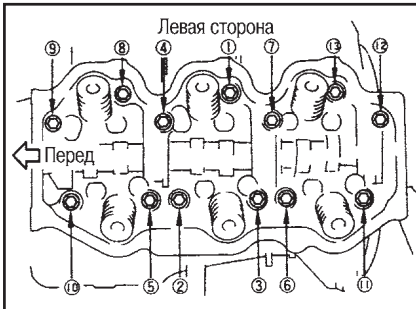 Левая сторона
⑨ ⑧ ④ ① ⑦ ⑬ ⑫
Перед
⑩ ⑤ ② ③ ⑥ ⑪